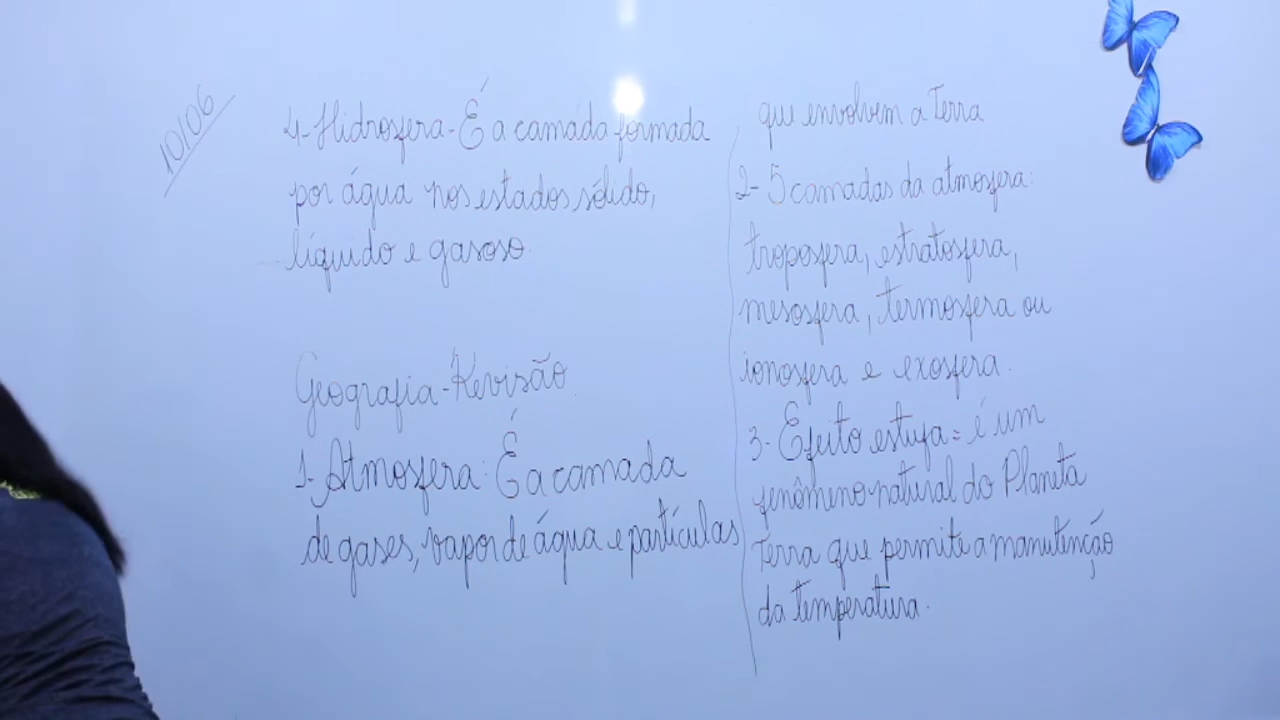 10/06
4-Hidrosfera-É a camada formada
por água nos estados sólido,
líquido e gasoso.
Geografia-Revisão
1-Atmosfera: É a camada
de gases, vapor de água e partículas
que envolvem a Terra
2- 5 camadas da atmosfera:
troposfera, estratosfera,
mesosfera, termosfera ou
ionosfera e exosfera.
3- Efeito estufa = é um
fenômeno natural do Planeta
Terra que permite a manutenção
da temperatura.